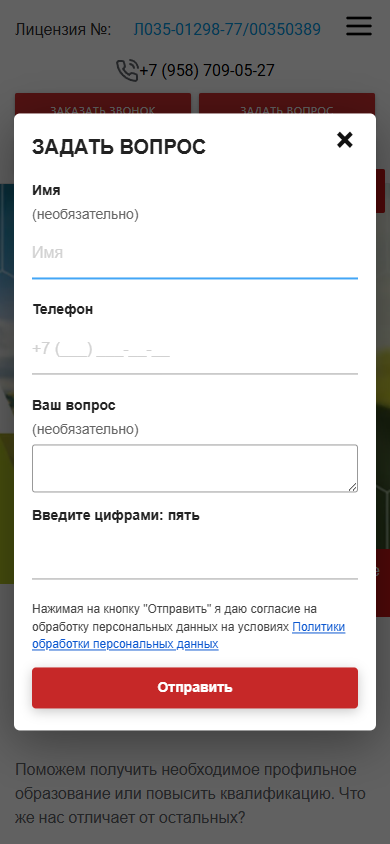 Лицензия №: Л035-01298-77/00350389
+7 (958) 709-05-27
ЗАКАЗАТЬ ЗВОНОК ЗАДАТЬ ВОПРОС
ЗАДАТЬ ВОПРОС
Имя
(необязательно)
Имя
Телефон
+7 (___) ___-__-__
Ваш вопрос
(необязательно)
Введите цифрами: пять
Нажимая на кнопку "Отправить" я даю согласие на
обработку персональных данных на условиях Политики
обработки персональных данных
Отправить
Поможем получить необходимое профильное
образование или повысить квалификацию. Что
же нас отличает от остальных?